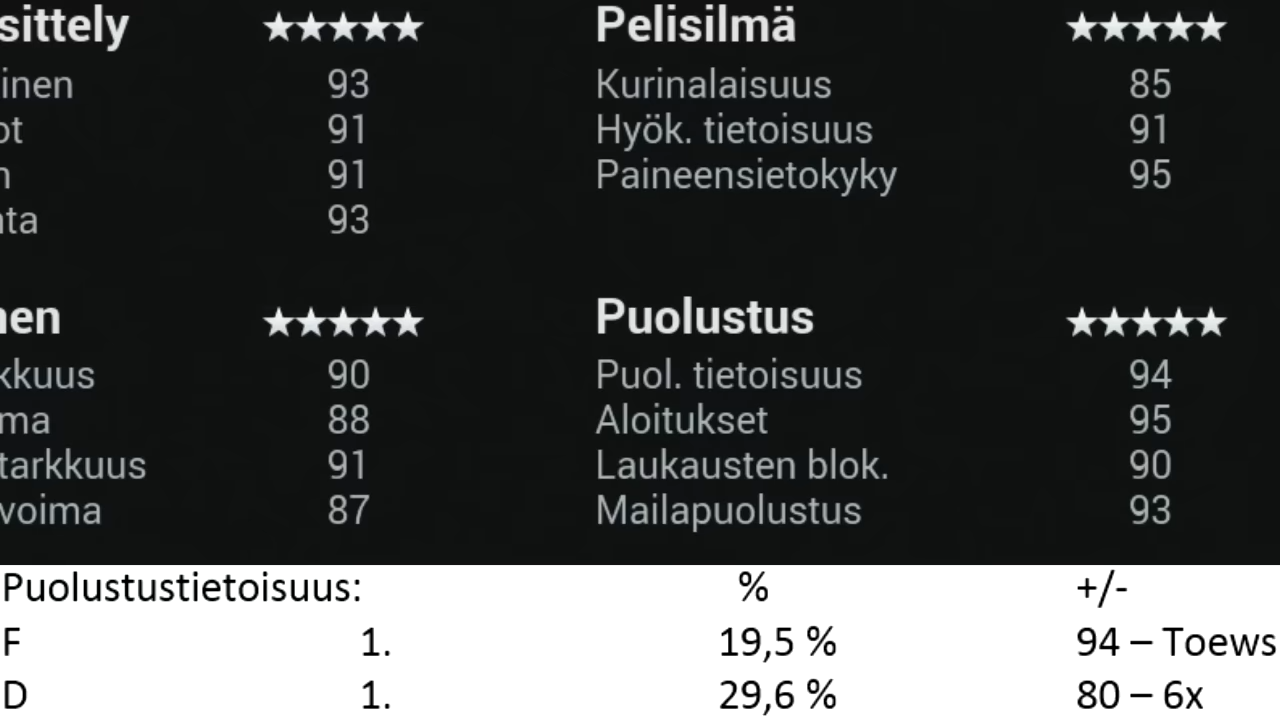 sittely ★★★★★ Pelisilmä ★★★★★
inen 93 Kurinalaisuus 85
ot 91 Hyök. tietoisuus 91
n 91 Paineensietokyky 95
nta 93
nen ★★★★★ Puolustus ★★★★★
kkuus 90 Puol. tietoisuus 94
ma 88 Aloitukset 95
tarkkuus 91 Laukausten blok. 90
voima 87 Mailapuolustus 93
Puolustustietoisuus: % +/-
F 1. 19,5 % 94 – Toews
D 1. 29,6 % 80 – 6x